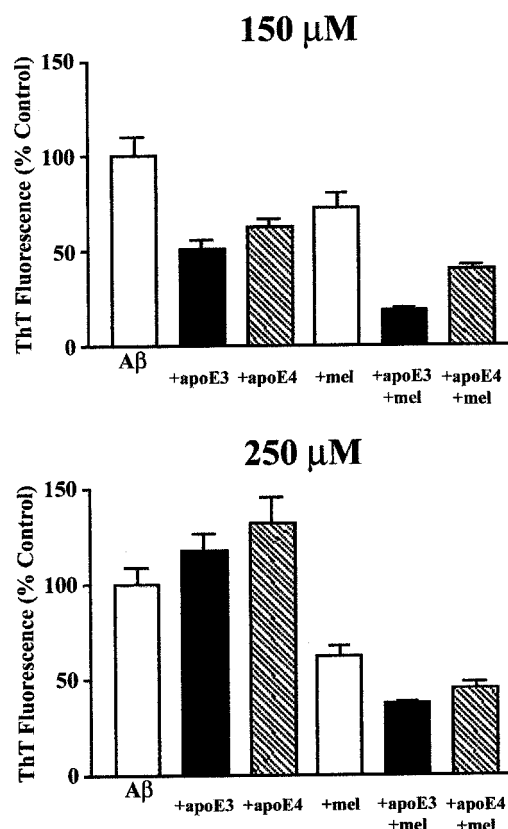 150 μM
ThT Fluorescence (% Control)
150
100
50
0
Aβ +apoE3 +apoE4 +mel +apoE3 +mel +apoE4 +mel
250 μM
ThT Fluorescence (% Control)
150
100
50
0
Aβ +apoE3 +apoE4 +mel +apoE3 +mel +apoE4 +mel